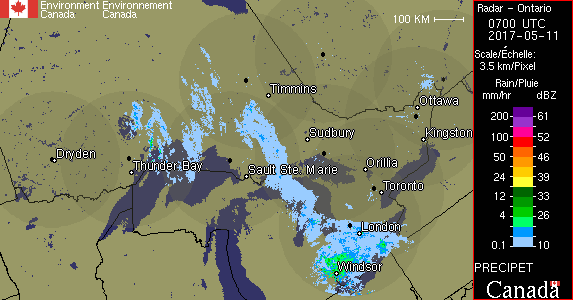 Environment Environnement
Canada Canada
100 KM
Timmins
Ottawa
Sudbury
Kingston
Dryden
Thunder Bay
Sault Ste. Marie
Orillia
Toronto
London
Windsor
Radar - Ontario
0700 UTC
2017-05-11
Scale/Échelle:
3.5 km/Pixel
Rain/Pluie
mm/hr dBZ
200 61
100 52
50 46
24 39
12 33
4 26
0.1 10
PRECIPET
Canada